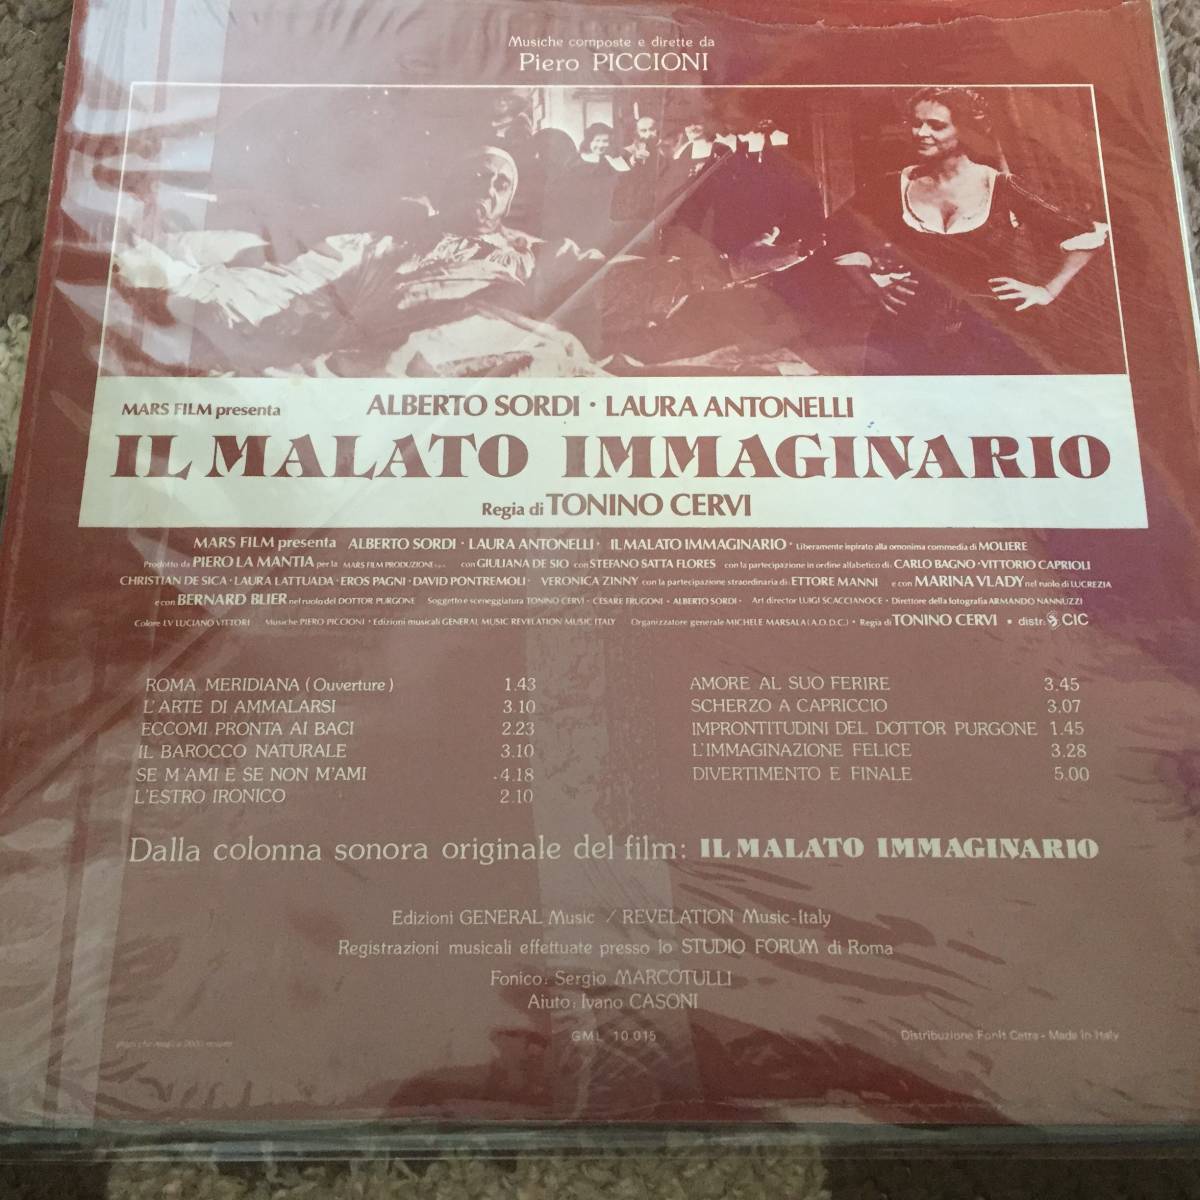 Musiche composte e dirette da
Piero PICCIONI
MARS FILM presenta ALBERTO SORDI · LAURA ANTONELLI
IL MALATO IMMAGINARIO
Regia di TONINO CERVI
MARS FILM presenta ALBERTO SORDI · LAURA ANTONELLI · IL MALATO IMMAGINARIO · Liberamente ispirato alla omonima commedia di MOLIERE
Prodotto da PIERO LA MANTIA per la MARS FILM PRODUZIONE con GIULIANA DE SIO con STEFANO SATTA FLORES con la partecipazione in ordine alfabetico di: CARLO BAGNO · VITTORIO CAPRIOLI
CHRISTIAN DE SICA · LAURA LATTUADA · EROS PAGNI · DAVID PONTREMOLI · VERONICA ZINNY con la partecipazione straordinaria di ETTORE MANNI e con MARINA VLADY nel ruolo di LUCREZIA
e con BERNARD BLIER nel ruolo del DOTTOR PURGONE Soggetto e sceneggiatura TONINO CERVI · CESARE FRUGONI · ALBERTO SORDI · Art director LUIGI SCACCIANOCE · Direttore della fotografia ARMANDO NANNUZZI
Colore LV LUCIANO VITTORI Musiche PIERO PICCIONI · Edizioni musicali GENERAL MUSIC REVELATION MUSIC ITALY Organizzatore generale MICHELE MARSALA (A.D.D.C.) · Regia di TONINO CERVI · distr. CIC
ROMA MERIDIANA (Ouverture) 1.43
L'ARTE DI AMMALARSI 3.10
ECCOMI PRONTA AI BACI 2.23
IL BAROCCO NATURALE 3.10
SE M'AMI E SE NON M'AMI 4.18
L'ESTRO IRONICO 2.10
AMORE AL SUO FERIRE 3.45
SCHERZO A CAPRICCIO 3.07
IMPRONTITUDINI DEL DOTTOR PURGONE 1.45
L'IMMAGINAZIONE FELICE 3.28
DIVERTIMENTO E FINALE 5.00
Dalla colonna sonora originale del film: IL MALATO IMMAGINARIO
Edizioni GENERAL Music / REVELATION Music-Italy
Registrazioni musicali effettuate presso lo STUDIO FORUM di Roma
Fonico: Sergio MARCOTULLI
Aiuto: Ivano CASONI
GML 10.015
Distribuzione Fonit Cetra - Made in Italy